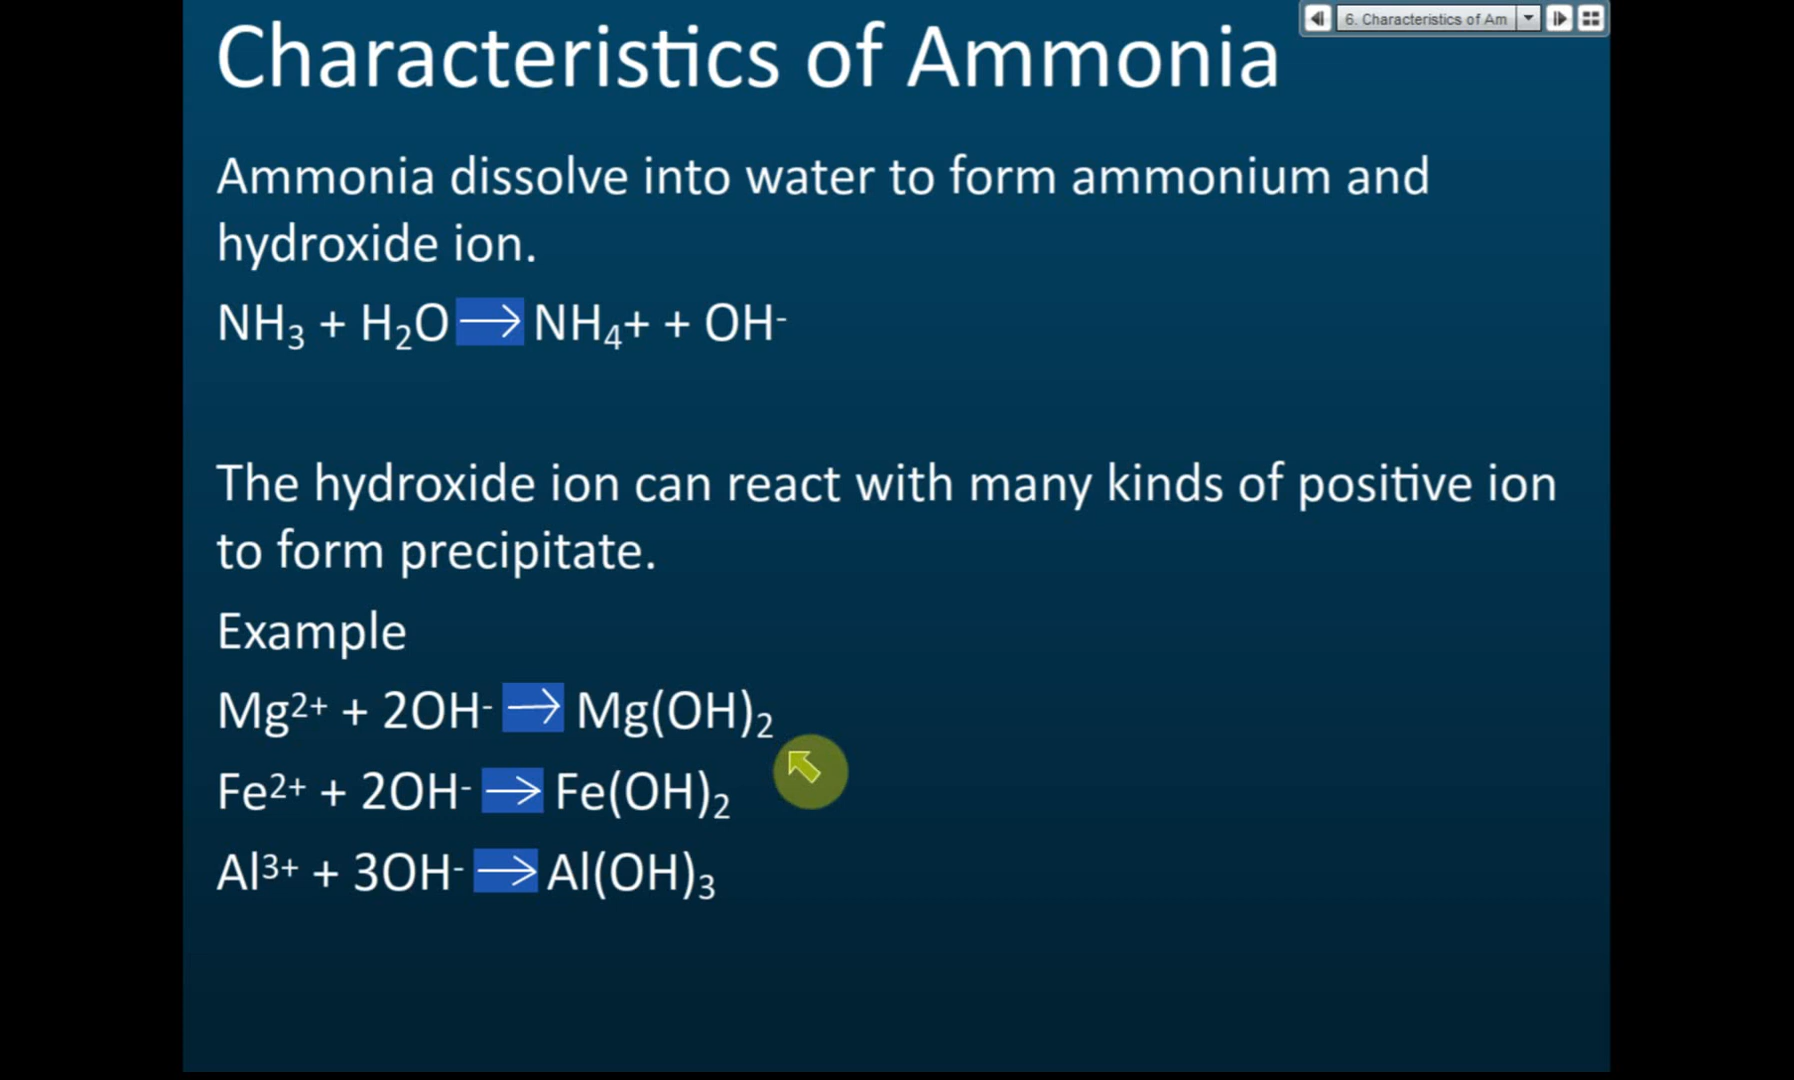 6. Characteristics of Am
Characteristics of Ammonia
Ammonia dissolve into water to form ammonium and
hydroxide ion.
NH₃ + H₂O → NH₄+ + OH⁻
The hydroxide ion can react with many kinds of positive ion
to form precipitate.
Example
Mg²⁺ + 2OH⁻ → Mg(OH)₂
Fe²⁺ + 2OH⁻ → Fe(OH)₂
Al³⁺ + 3OH⁻ → Al(OH)₃